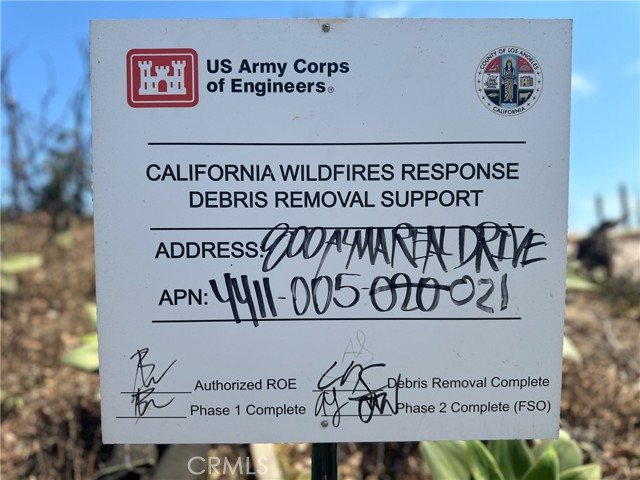 US Army Corps
of Engineers®
COUNTY OF LOS ANGELES
CALIFORNIA
CALIFORNIA WILDFIRES RESPONSE
DEBRIS REMOVAL SUPPORT
ADDRESS: DRIVE
APN: 4411-005-020-021
Authorized ROE Debris Removal Complete
Phase 1 Complete Phase 2 Complete (FSO)
CRMLS